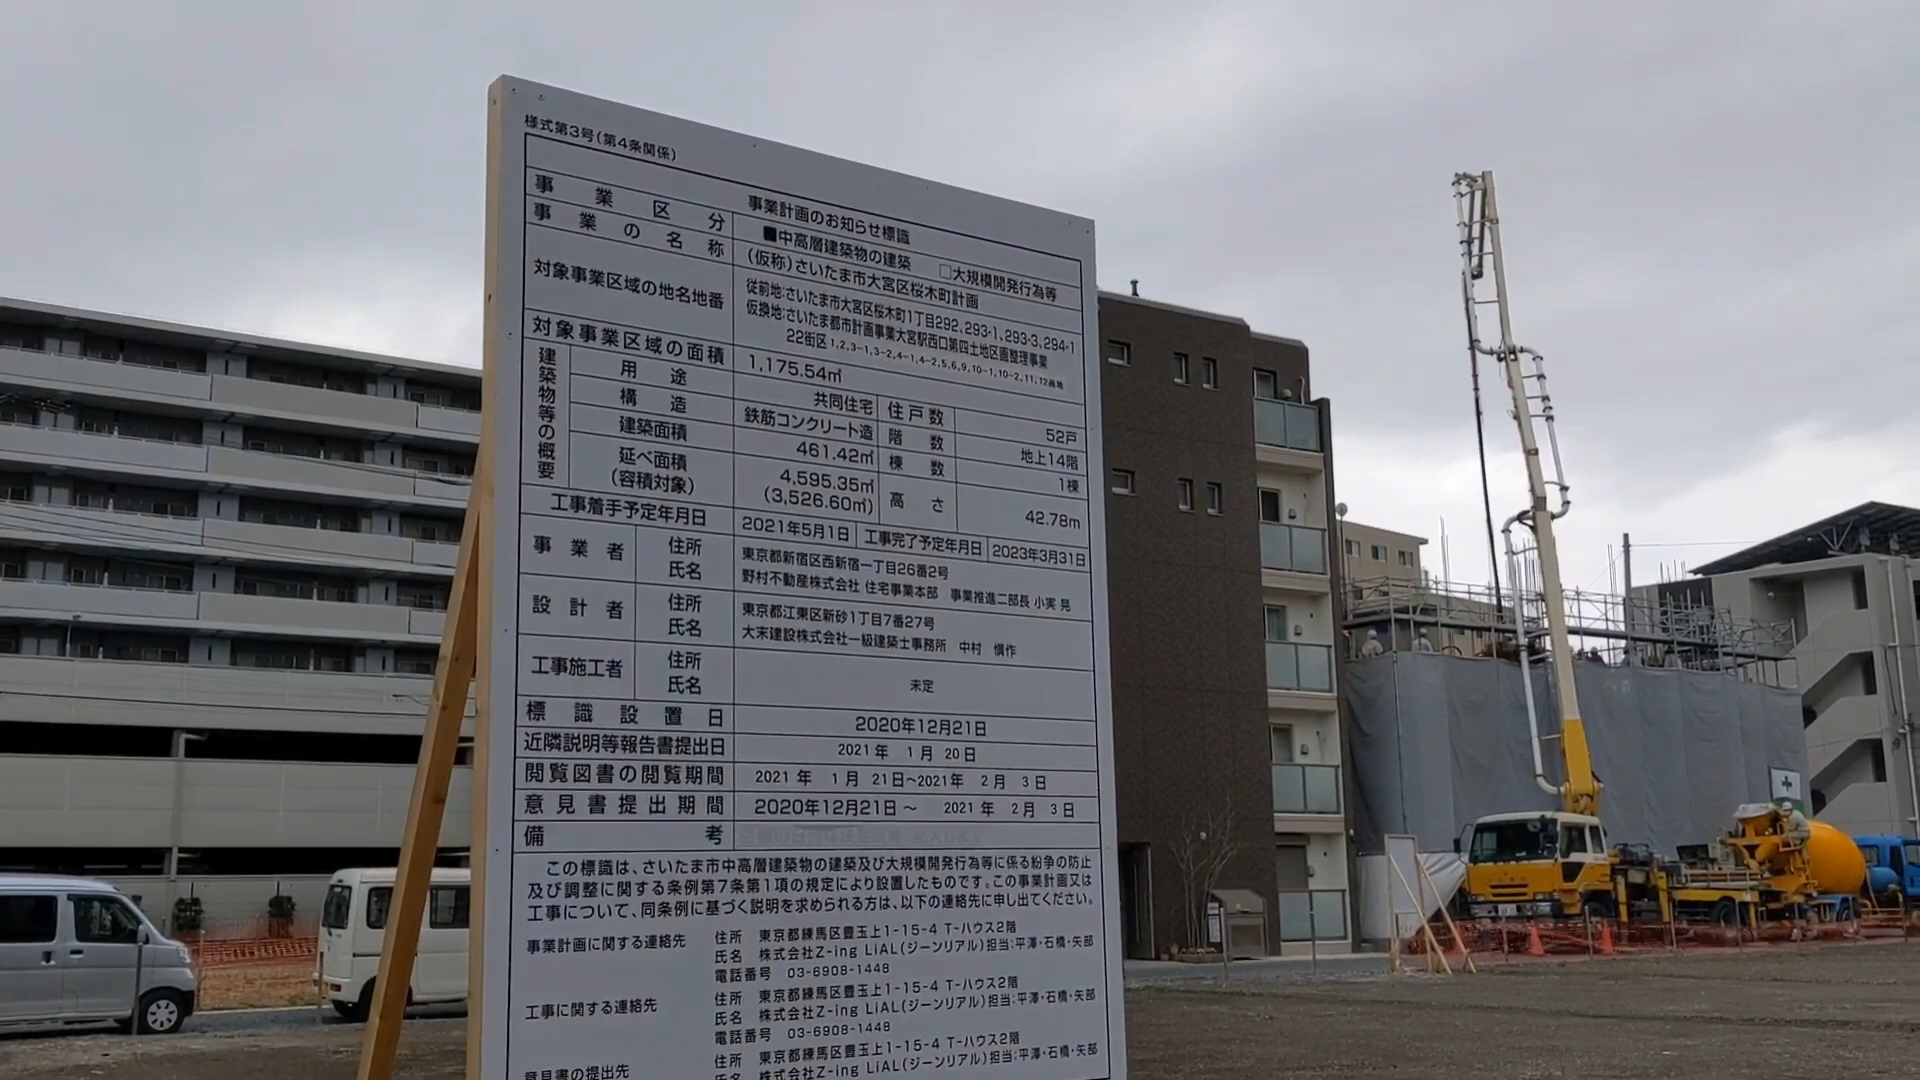 様式第3号(第4条関係)
事業計画のお知らせ標識
事業区分 ■中高層建築物の建築 □大規模開発行為等
事業の名称 (仮称)さいたま市大宮区桜木町計画
対象事業区域の地名地番 従前地:さいたま市大宮区桜木町1丁目292、293-1、293-3、294-1
仮換地:さいたま都市計画事業大宮駅西口第四土地区画整理事業
22街区 1,2,3-1,3-2,4-1,4-2,5,6,9,10-1,10-2,11,12画地
対象事業区域の面積 1,175.54㎡
建築物等の概要
用途 共同住宅 住戸数 52戸
構造 鉄筋コンクリート造 階数 地上14階
建築面積 461.42㎡ 棟数 1棟
延べ面積 (容積対象) 4,595.35㎡ (3,526.60㎡) 高さ 42.78m
工事着手予定年月日 2021年5月1日 工事完了予定年月日 2023年3月31日
事業者 住所 東京都新宿区西新宿一丁目26番2号
氏名 野村不動産株式会社 住宅事業本部 事業推進二部長 小実 晃
設計者 住所 東京都江東区新砂1丁目7番27号
氏名 大末建設株式会社一級建築士事務所 中村 愼作
工事施工者 住所 氏名 未定
標識設置日 2020年12月21日
近隣説明等報告書提出日 2021年 1月 20日
閲覧図書の閲覧期間 2021年 1月 21日~2021年 2月 3日
意見書提出期間 2020年12月21日~ 2021年 2月 3日
備考
この標識は、さいたま市中高層建築物の建築及び大規模開発行為等に係る紛争の防止
及び調整に関する条例第7条第1項の規定により設置したものです。この事業計画又は
工事について、同条例に基づく説明を求められる方は、以下の連絡先に申し出てください。
事業計画に関する連絡先 住所 東京都練馬区豊玉上1-15-4 T-ハウス2階
氏名 株式会社Z-ing LiAL(ジーンリアル)担当:平澤・石橋・矢部
電話番号 03-6908-1448
工事に関する連絡先 住所 東京都練馬区豊玉上1-15-4 T-ハウス2階
氏名 株式会社Z-ing LiAL(ジーンリアル)担当:平澤・石橋・矢部
電話番号 03-6908-1448
意見書の提出先 住所 東京都練馬区豊玉上1-15-4 T-ハウス2階
氏名 株式会社Z-ing LiAL(ジーンリアル)担当:平澤・石橋・矢部